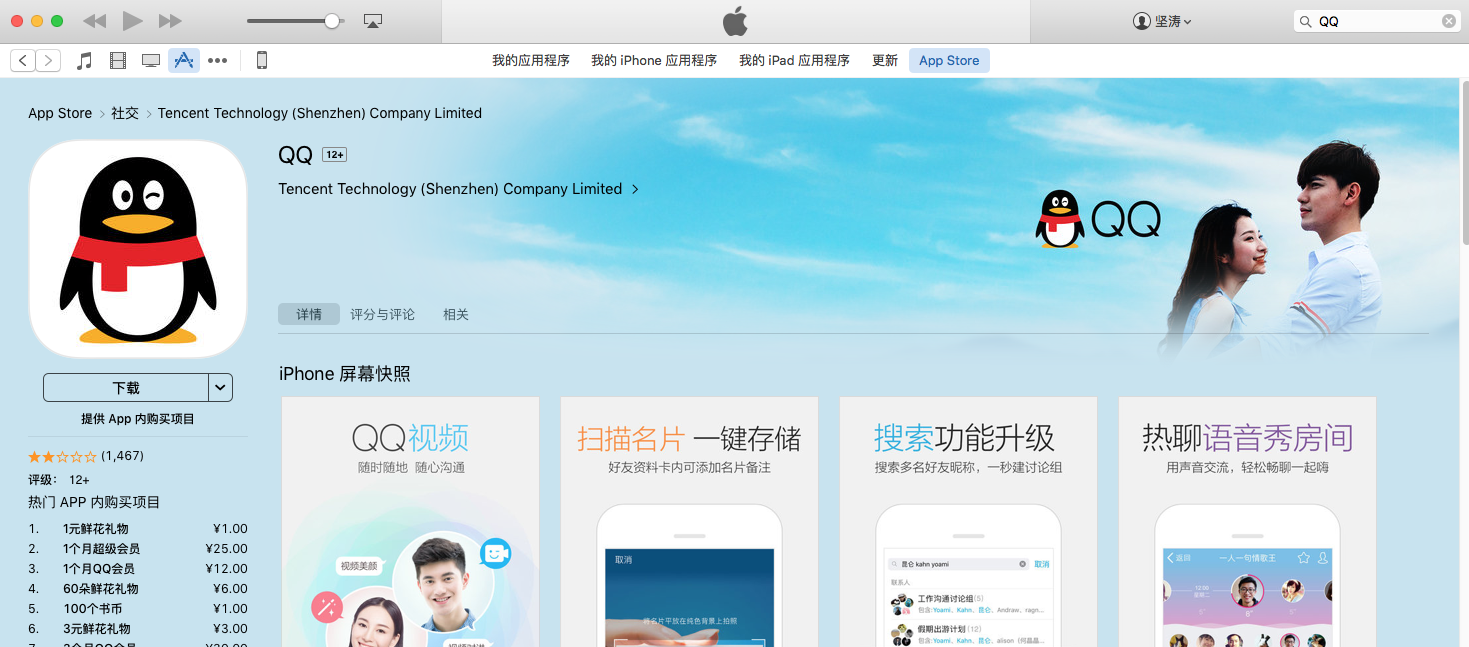 坚涛
QQ
我的应用程序 我的 iPhone 应用程序 我的 iPad 应用程序 更新 App Store
App Store > 社交 > Tencent Technology (Shenzhen) Company Limited
QQ 12+
Tencent Technology (Shenzhen) Company Limited >
QQ
详情 评分与评论 相关
下载
提供 App 内购买项目
(1,467)
评级: 12+
热门 APP 内购买项目
1. 1元鲜花礼物 ¥1.00
2. 1个月超级会员 ¥25.00
3. 1个月QQ会员 ¥12.00
4. 60朵鲜花礼物 ¥6.00
5. 100个书币 ¥1.00
6. 3元鲜花礼物 ¥3.00
iPhone 屏幕快照
QQ视频
随时随地 随心沟通
视频美颜
扫描名片 一键存储
好友资料卡内可添加名片备注
取消
将名片平放在纯色背景上拍照
搜索功能升级
搜索多名好友昵称，一秒建讨论组
昆仑 kahn yoami 取消
联系人
工作沟通讨论组(5)
包含:Yoami、Kahn、昆仑、Andraw、ragn...
假期出游计划(12)
包含:Yoami、Kahn、昆仑、alison（何晶晶...
热聊语音秀房间
用声音交流，轻松畅聊一起嗨
返回 一人一句情歌王
12:00
星期二